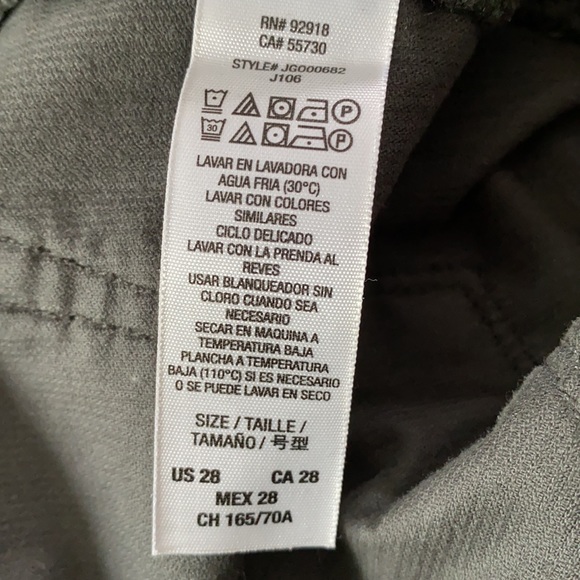 RN# 92918
CA# 55730
STYLE# JG000682
J106
P
30
P
LAVAR EN LAVADORA CON
AGUA FRIA (30°C)
LAVAR CON COLORES
SIMILARES
CICLO DELICADO
LAVAR CON LA PRENDA AL
REVES
USAR BLANQUEADOR SIN
CLORO CUANDO SEA
NECESARIO
SECAR EN MAQUINA A
TEMPERATURA BAJA
PLANCHA A TEMPERATURA
BAJA (110°C) SI ES NECESARIO
O SE PUEDE LAVAR EN SECO
SIZE / TAILLE /
TAMAÑO / 号型
US 28 CA 28
MEX 28
CH 165/70A